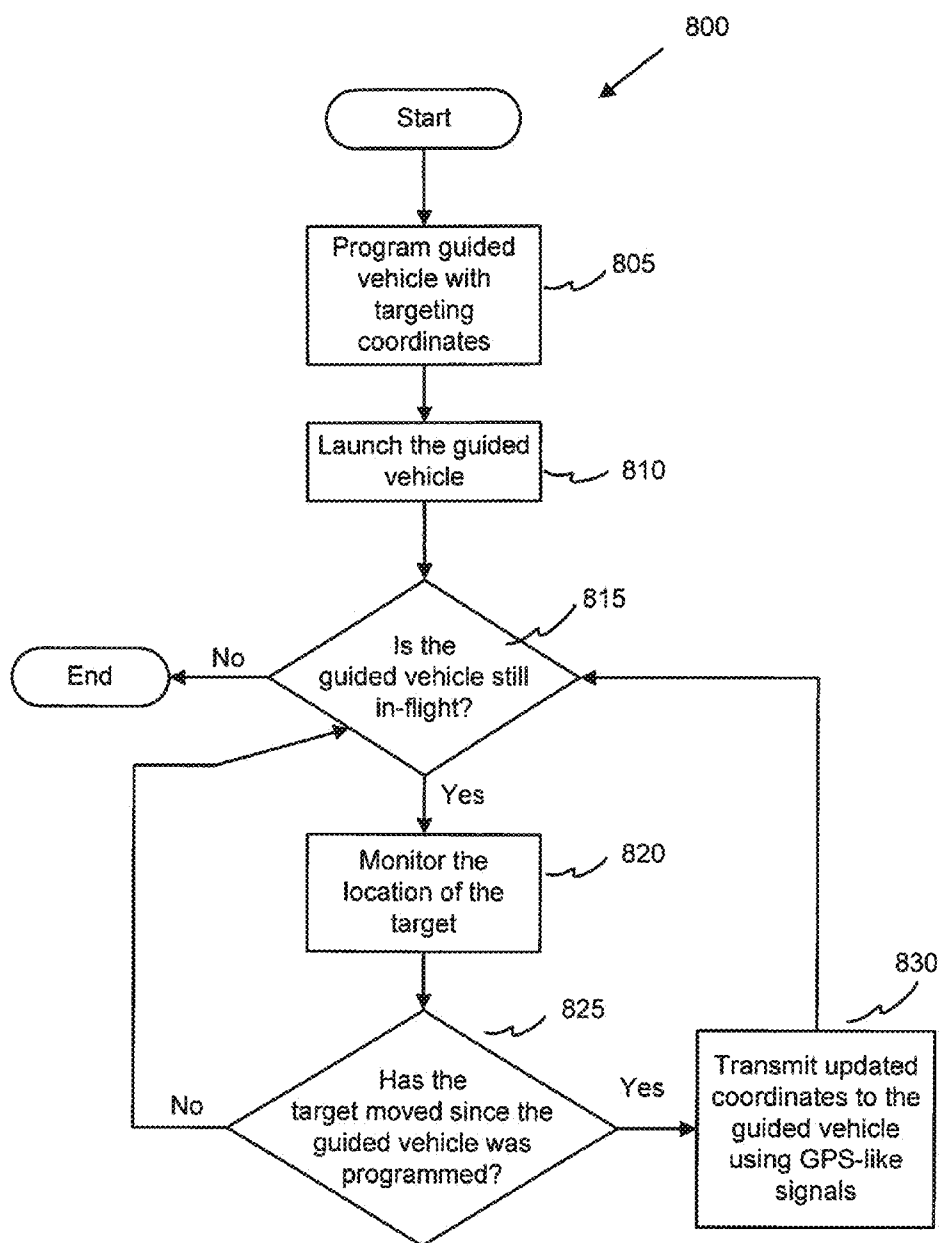 800
Start
Program guided
vehicle with
targeting
coordinates
805
Launch the guided
vehicle
810
815
Is the
guided vehicle still
in-flight?
No
End
Yes
Monitor the
location of the
target
820
825
Has the
target moved since the
guided vehicle was
programmed?
No
Yes
830
Transmit updated
coordinates to the
guided vehicle
using GPS-like
signals